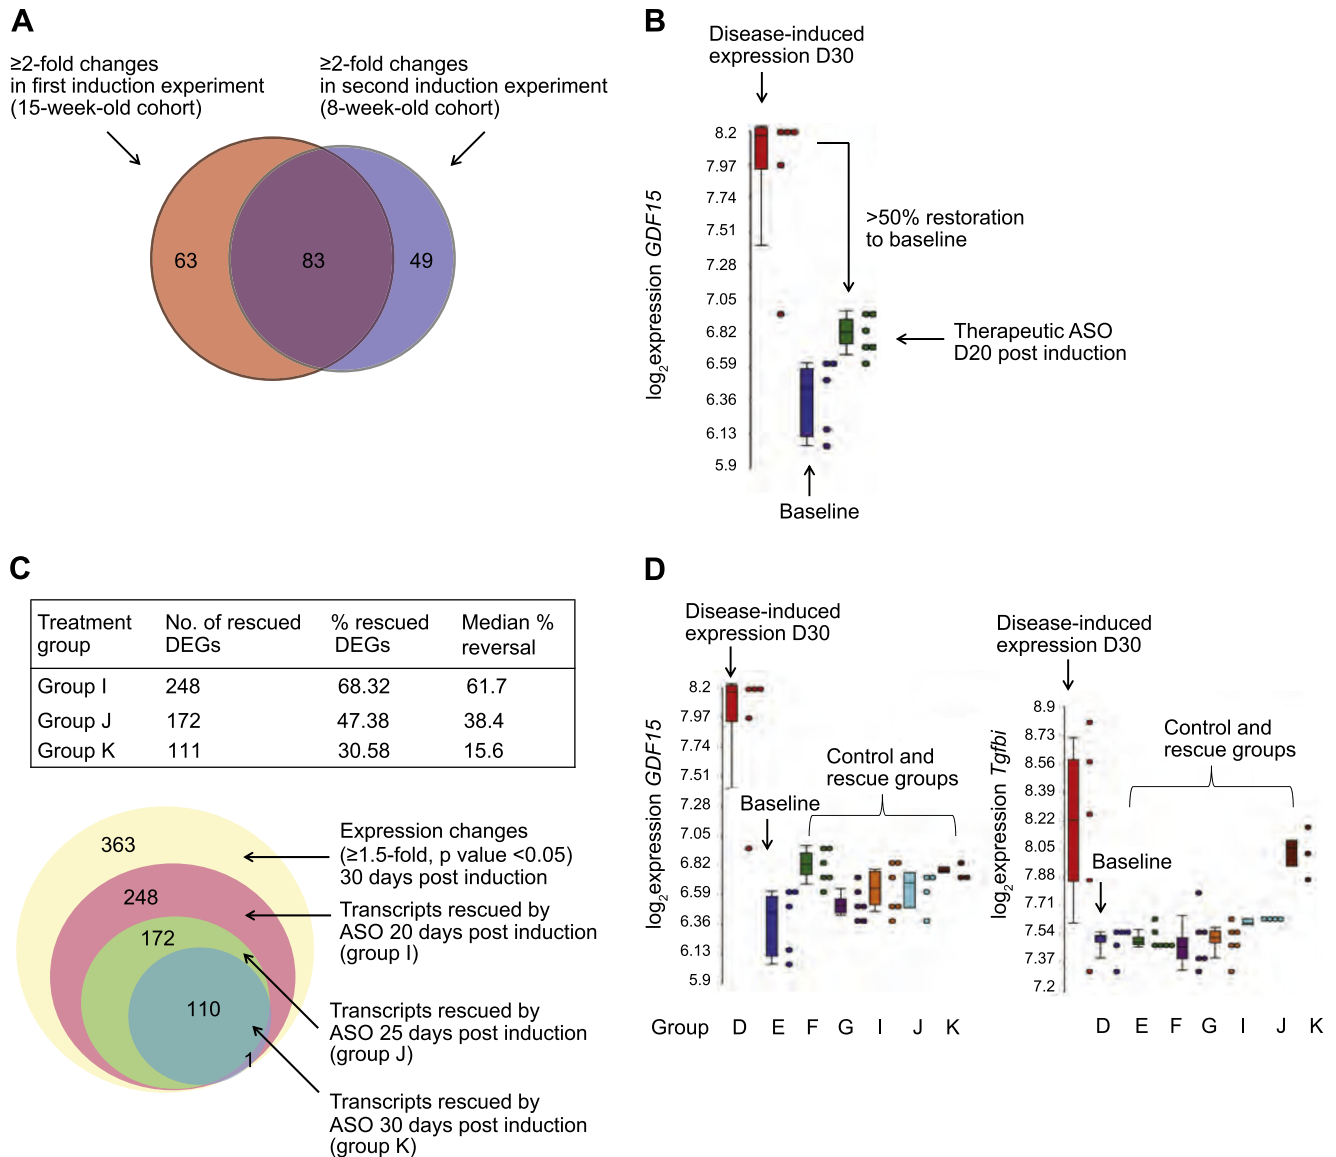 A
≥2-fold changes
in first induction experiment
(15-week-old cohort)
≥2-fold changes
in second induction experiment
(8-week-old cohort)
63
83
49
B
Disease-induced
expression D30
log2expression GDF15
8.2
7.97
7.74
7.51
7.28
7.05
6.82
6.59
6.36
6.13
5.9
>50% restoration
to baseline
Therapeutic ASO
D20 post induction
Baseline
C
Treatment group No. of rescued DEGs % rescued DEGs Median % reversal
Group I 248 68.32 61.7
Group J 172 47.38 38.4
Group K 111 30.58 15.6
363
248
172
110
1
Expression changes
(≥1.5-fold, p value <0.05)
30 days post induction
Transcripts rescued by
ASO 20 days post induction
(group I)
Transcripts rescued by
ASO 25 days post induction
(group J)
Transcripts rescued by
ASO 30 days post induction
(group K)
D
Disease-induced
expression D30
log2expression GDF15
8.2
7.97
7.74
7.51
7.28
7.05
6.82
6.59
6.36
6.13
5.9
Baseline
Control and
rescue groups
Group D E F G I J K
Disease-induced
expression D30
log2expression Tgfbi
8.9
8.73
8.56
8.39
8.22
8.05
7.88
7.71
7.54
7.37
7.2
Baseline
Control and
rescue groups
D E F G I J K